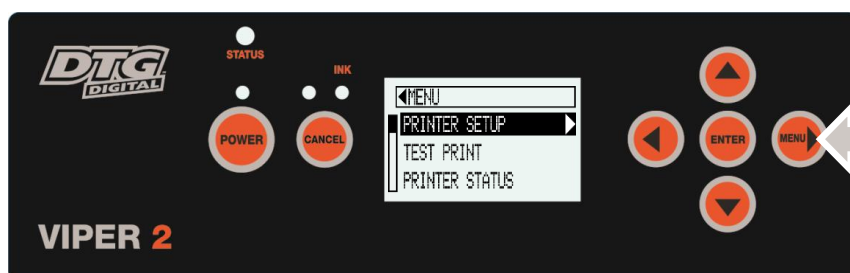 DTG
DIGITAL
STATUS
INK
POWER
CANCEL
MENU
PRINTER SETUP
TEST PRINT
PRINTER STATUS
ENTER
MENU
VIPER 2